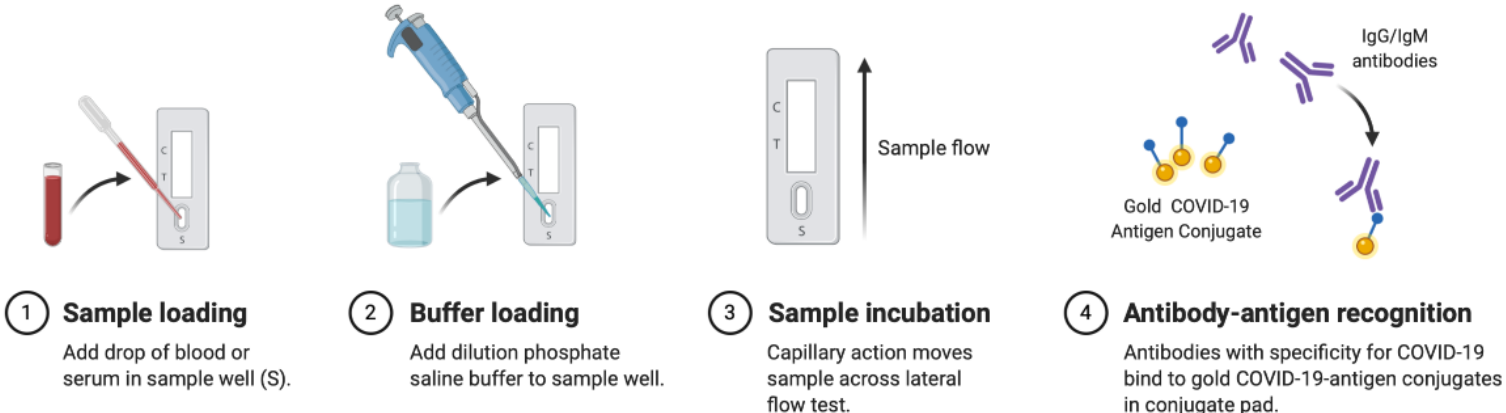 C
T
S
C
T
S
C
T
S
Sample flow
IgG/IgM
antibodies
Gold COVID-19
Antigen Conjugate
1 Sample loading
Add drop of blood or
serum in sample well (S).
2 Buffer loading
Add dilution phosphate
saline buffer to sample well.
3 Sample incubation
Capillary action moves
sample across lateral
flow test.
4 Antibody-antigen recognition
Antibodies with specificity for COVID-19
bind to gold COVID-19-antigen conjugates
in conjugate pad.